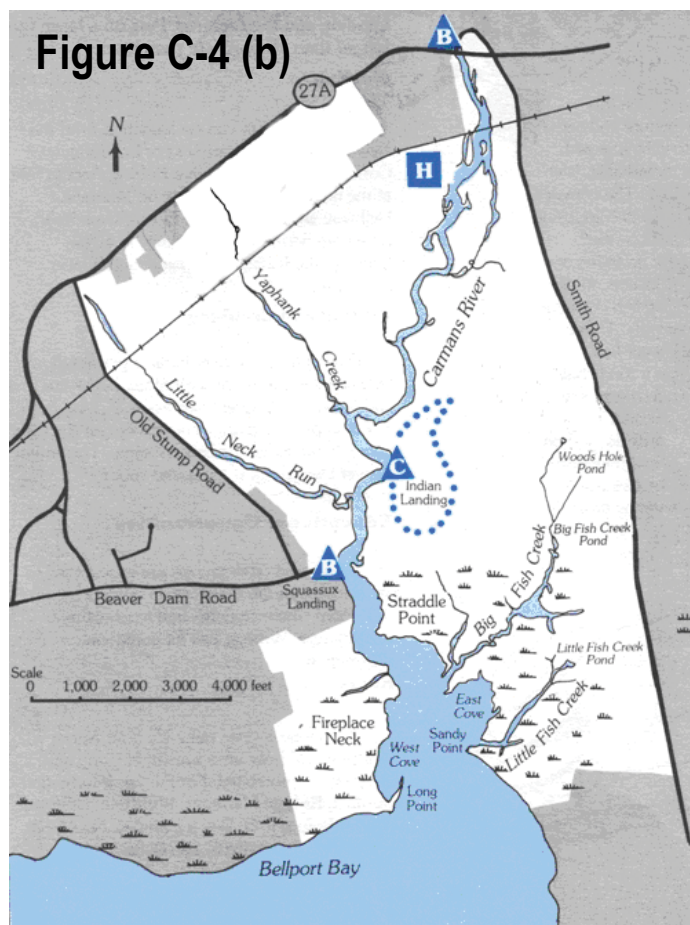 Figure C-4 (b)
B
27A
N
H
Yaphank
Creek
Carmans River
Smith Road
Little
Neck
Run
Old Stump Road
C
Indian
Landing
Woods Hole
Pond
Big Fish Creek
Pond
B
Squassux
Landing
Beaver Dam Road
Straddle
Point
Big Fish Creek
Little Fish Creek
Pond
Scale
0 1,000 2,000 3,000 4,000 feet
East
Cove
Fireplace
Neck
West
Cove
Sandy
Point
Little Fish Creek
Long
Point
Bellport Bay